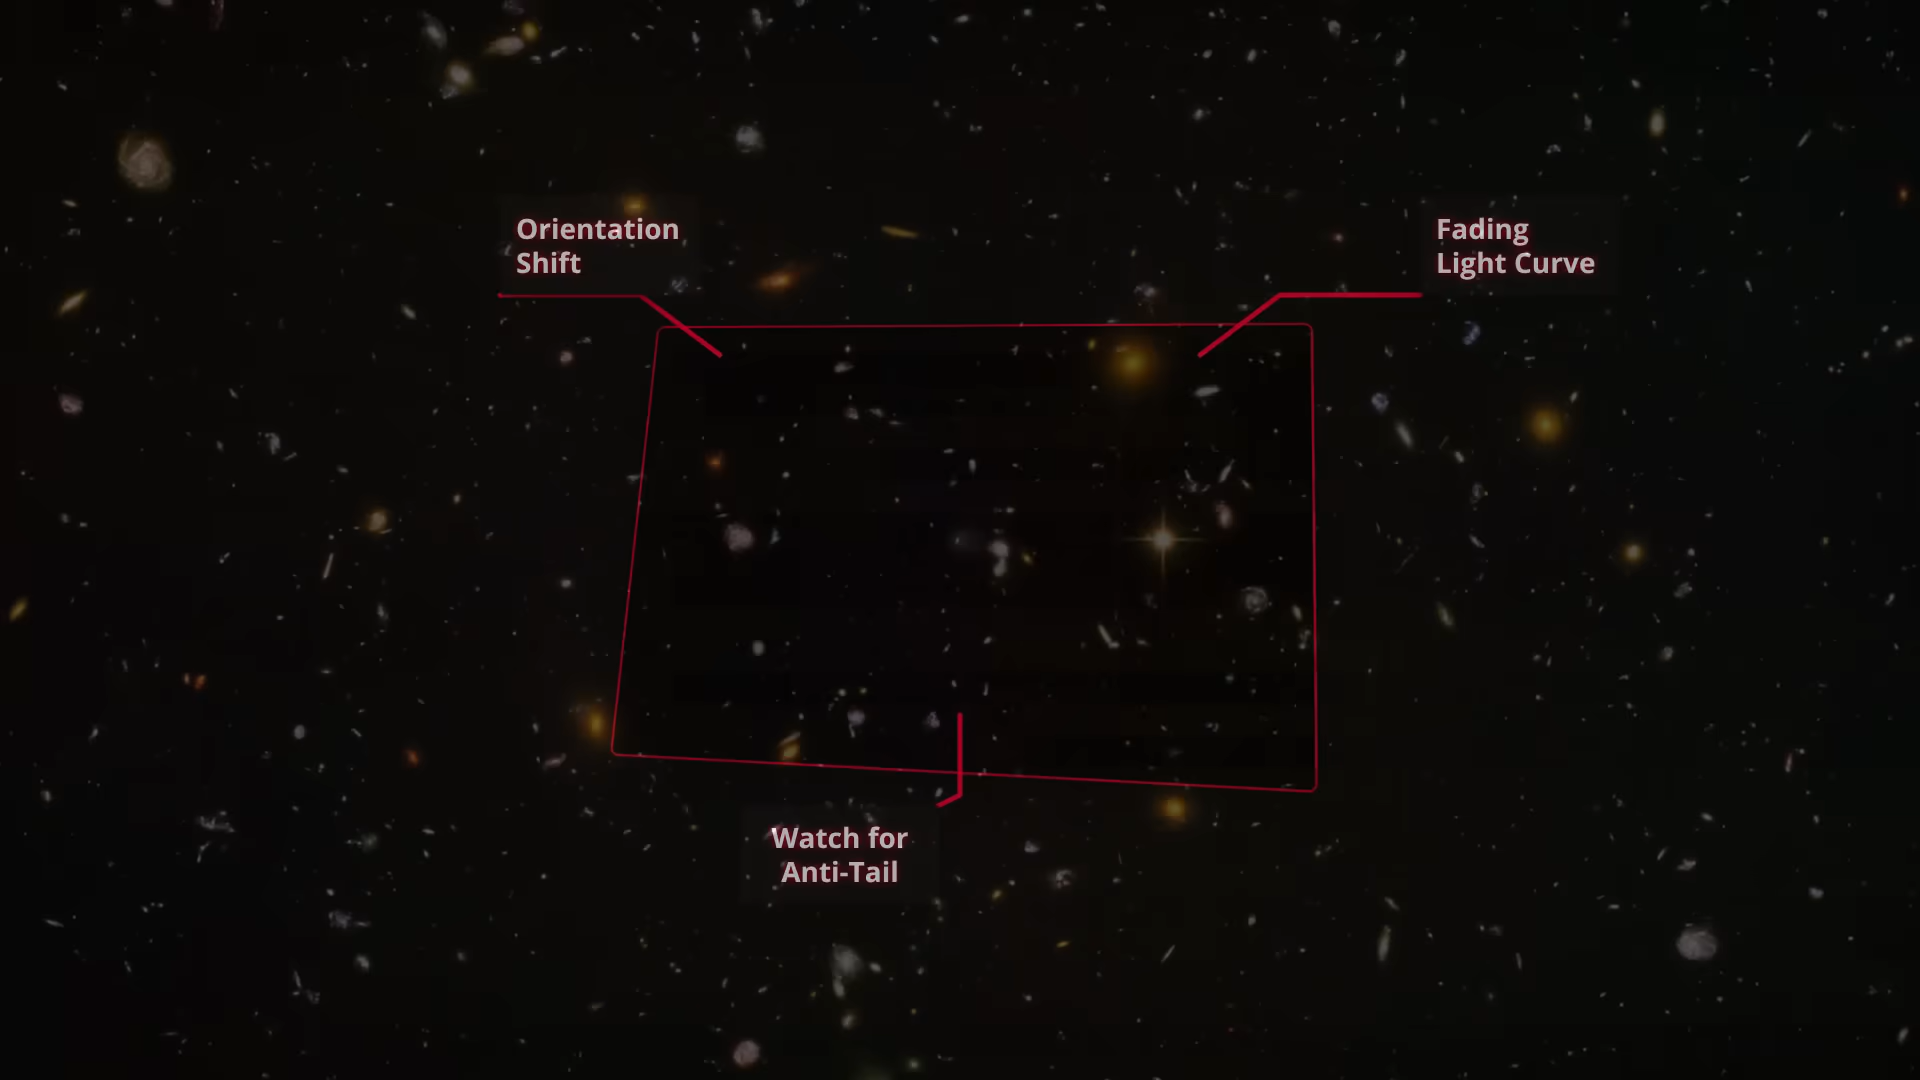 Orientation
Shift
Fading
Light Curve
Watch for
Anti-Tail